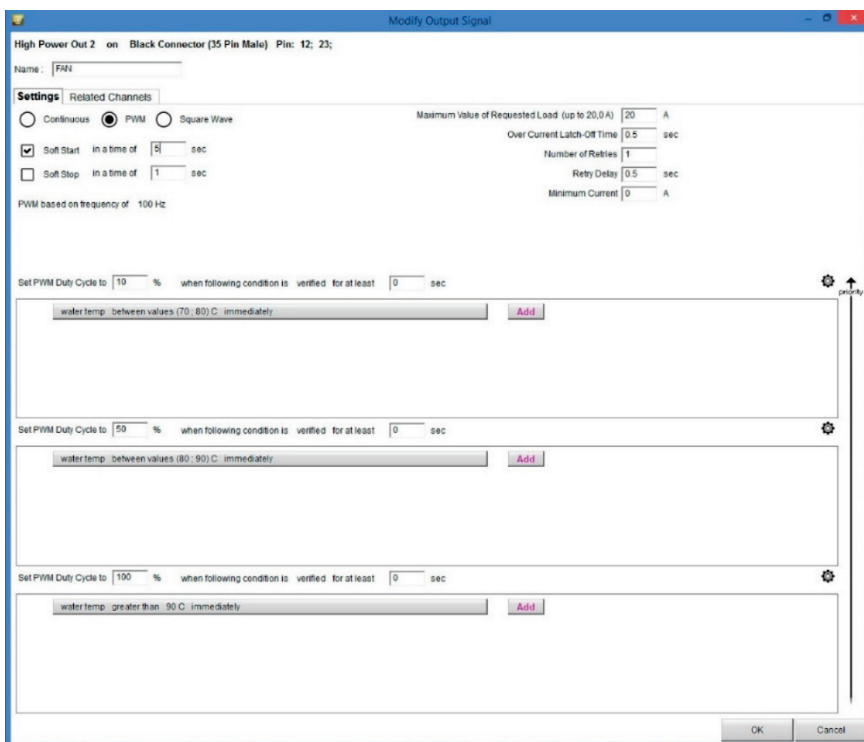 Modify Output Signal
High Power Out 2 on Black Connector (35 Pin Male) Pin: 12; 23;
Name: FAN
Settings Related Channels
Continuous PWM Square Wave
Maximum Value of Requested Load (up to 20,0 A) 20 A
Over Current Latch-Off Time 0.5 sec
Soft Start in a time of 5 sec
Number of Retries 1
Soft Stop in a time of 1 sec
Retry Delay 0.5 sec
Minimum Current 0 A
PWM based on frequency of 100 Hz
Set PWM Duty Cycle to 10 % when following condition is verified for at least 0 sec
priority
water temp between values (70 ; 80) C immediately Add
Set PWM Duty Cycle to 50 % when following condition is verified for at least 0 sec
water temp between values (80 ; 90) C immediately Add
Set PWM Duty Cycle to 100 % when following condition is verified for at least 0 sec
water temp greater than 90 C immediately Add
OK Cancel